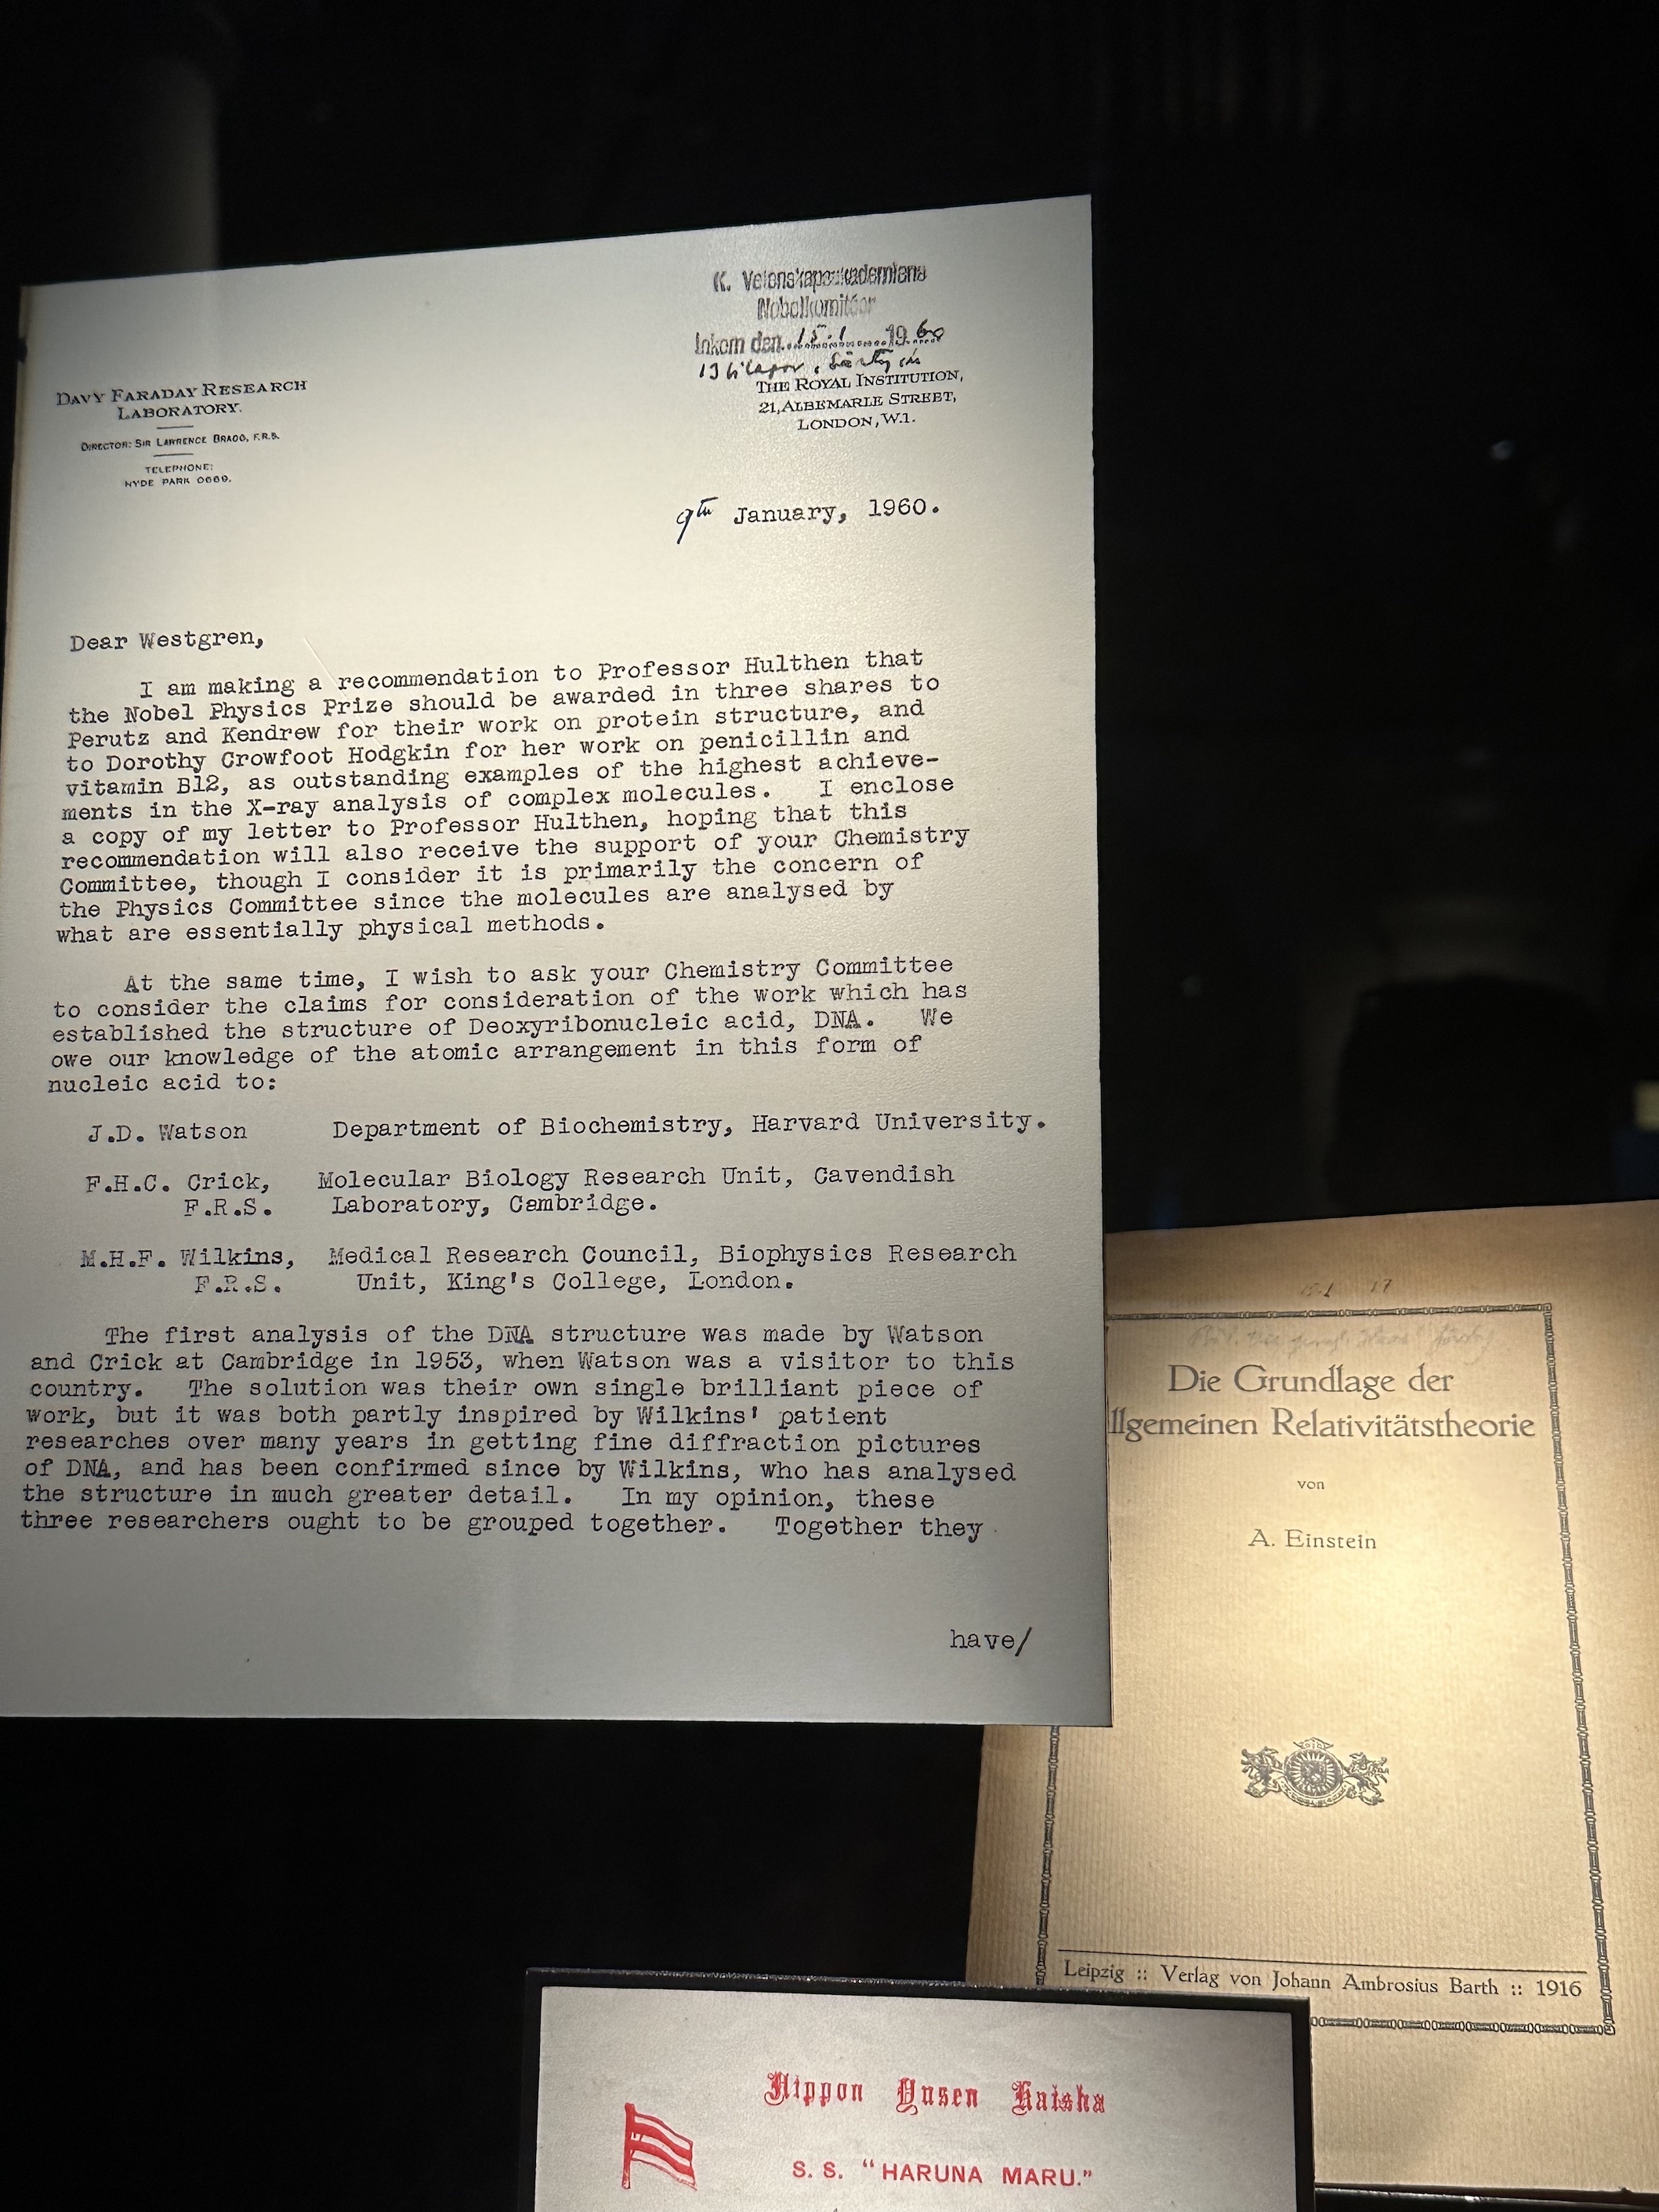 K. Vetenskapsakademiens
Nobelkomitéer
Inkom den 15.1 1960
13 bilagor,
DAVY FARADAY RESEARCH
LABORATORY.
DIRECTOR: SIR LAWRENCE BRAGG, F.R.S.
TELEPHONE:
HYDE PARK 0669.
THE ROYAL INSTITUTION,
21, ALBEMARLE STREET,
LONDON, W.1.
9th January, 1960.
Dear Westgren,
I am making a recommendation to Professor Hulthen that
the Nobel Physics Prize should be awarded in three shares to
Perutz and Kendrew for their work on protein structure, and
to Dorothy Crowfoot Hodgkin for her work on penicillin and
vitamin B12, as outstanding examples of the highest achieve-
ments in the X-ray analysis of complex molecules. I enclose
a copy of my letter to Professor Hulthen, hoping that this
recommendation will also receive the support of your Chemistry
Committee, though I consider it is primarily the concern of
the Physics Committee since the molecules are analysed by
what are essentially physical methods.
At the same time, I wish to ask your Chemistry Committee
to consider the claims for consideration of the work which has
established the structure of Deoxyribonucleic acid, DNA. We
owe our knowledge of the atomic arrangement in this form of
nucleic acid to:
J.D. Watson Department of Biochemistry, Harvard University.
F.H.C. Crick, Molecular Biology Research Unit, Cavendish
F.R.S. Laboratory, Cambridge.
M.H.F. Wilkins, Medical Research Council, Biophysics Research
F.R.S. Unit, King's College, London.
The first analysis of the DNA structure was made by Watson
and Crick at Cambridge in 1953, when Watson was a visitor to this
country. The solution was their own single brilliant piece of
work, but it was both partly inspired by Wilkins' patient
researches over many years in getting fine diffraction pictures
of DNA, and has been confirmed since by Wilkins, who has analysed
the structure in much greater detail. In my opinion, these
three researchers ought to be grouped together. Together they
have/
Die Grundlage der
llgemeinen Relativitätstheorie
von
A. Einstein
Leipzig :: Verlag von Johann Ambrosius Barth :: 1916
Nippon Yusen Kaisha
S. S. "HARUNA MARU."